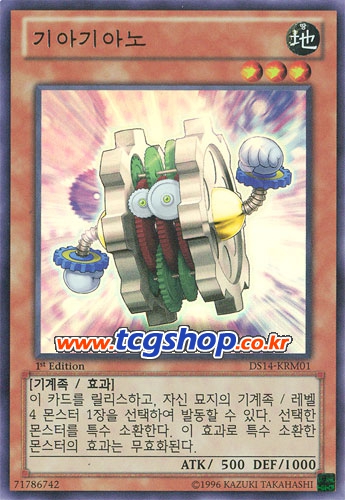 기아기아노
地
www.tcgshop.co.kr
1st Edition
DS14-KRM01
[기계족 / 효과]
이 카드를 릴리스하고, 자신 묘지의 기계족 / 레벨
4 몬스터 1장을 선택하여 발동할 수 있다. 선택한
몬스터를 특수 소환한다. 이 효과로 특수 소환한
몬스터의 효과는 무효화된다.
ATK / 500 DEF/1000
71786742
©1996 KAZUKI TAKAHASHI